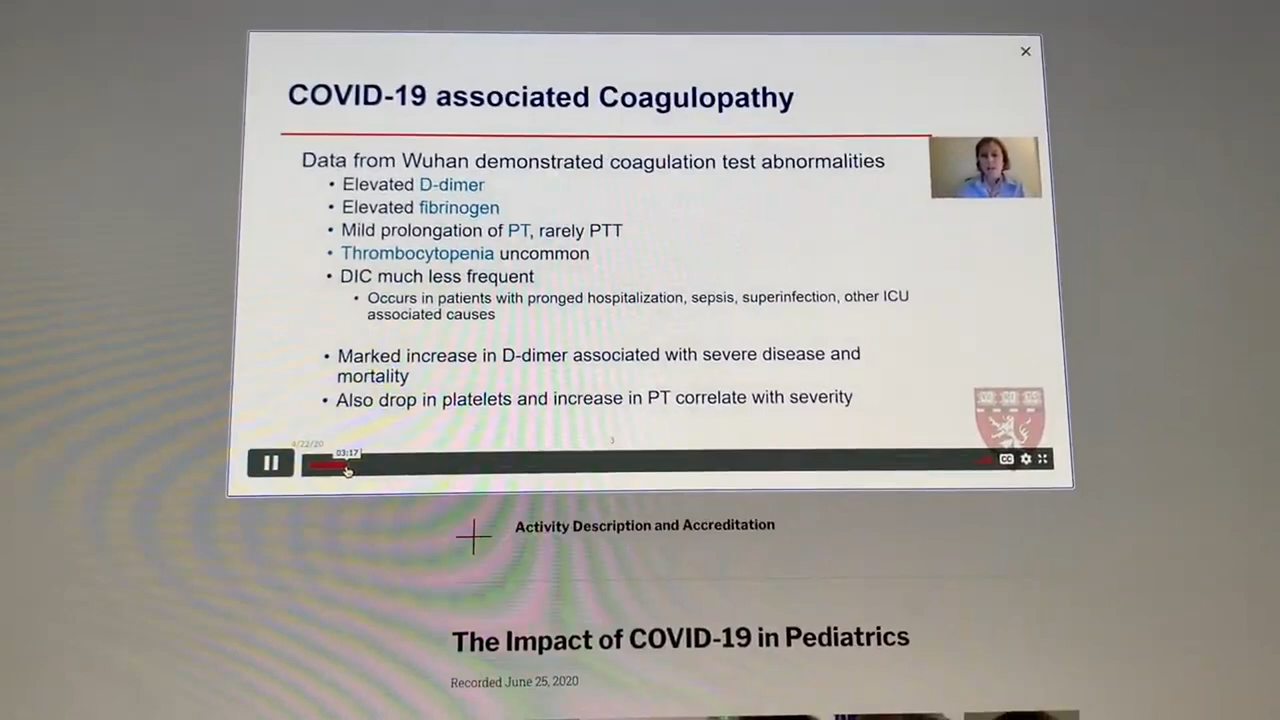 ×
COVID-19 associated Coagulopathy
Data from Wuhan demonstrated coagulation test abnormalities
• Elevated D-dimer
• Elevated fibrinogen
• Mild prolongation of PT, rarely PTT
• Thrombocytopenia uncommon
• DIC much less frequent
• Occurs in patients with pronged hospitalization, sepsis, superinfection, other ICU
associated causes
• Marked increase in D-dimer associated with severe disease and
mortality
• Also drop in platelets and increase in PT correlate with severity
4/22/20
3
03:17
CC
Activity Description and Accreditation
The Impact of COVID-19 in Pediatrics
Recorded June 25, 2020